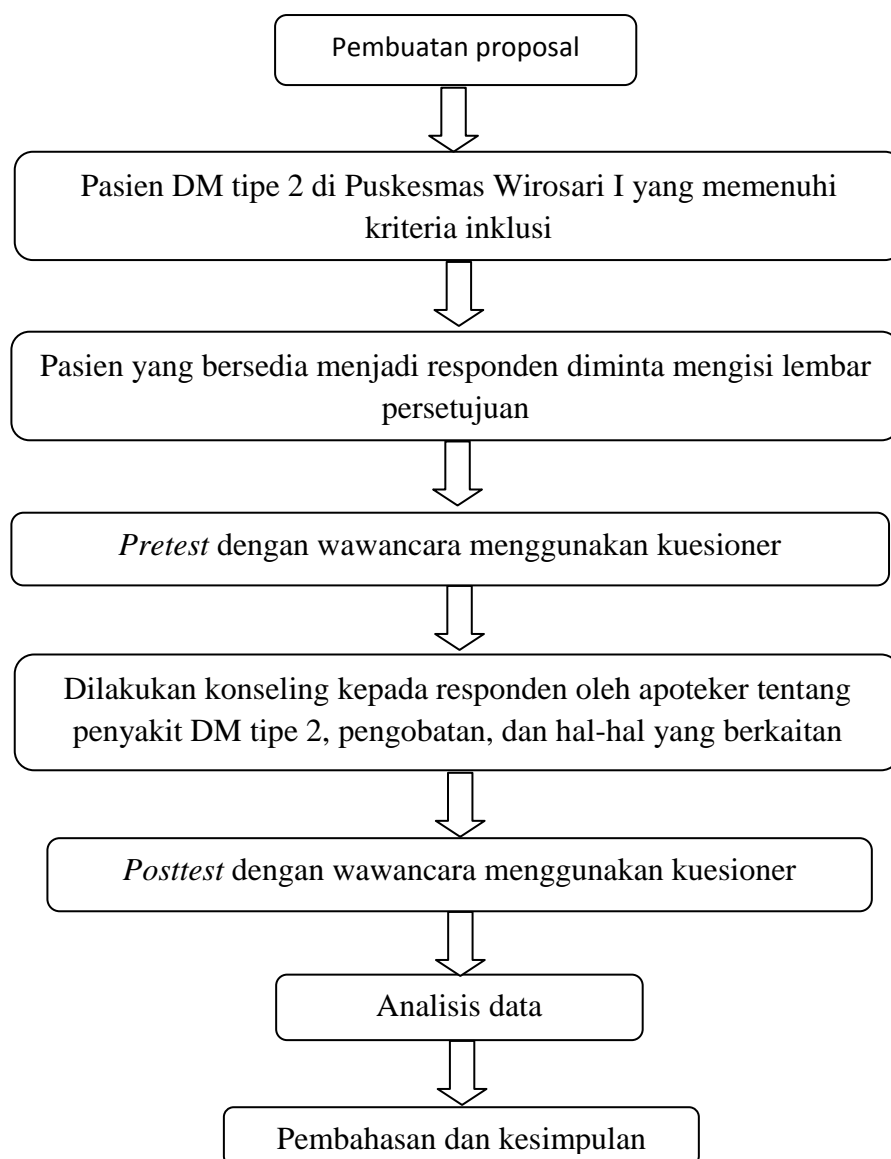 Pembuatan proposal
Pasien DM tipe 2 di Puskesmas Wirosari I yang memenuhi
kriteria inklusi
Pasien yang bersedia menjadi responden diminta mengisi lembar
persetujuan
Pretest dengan wawancara menggunakan kuesioner
Dilakukan konseling kepada responden oleh apoteker tentang
penyakit DM tipe 2, pengobatan, dan hal-hal yang berkaitan
Posttest dengan wawancara menggunakan kuesioner
Analisis data
Pembahasan dan kesimpulan